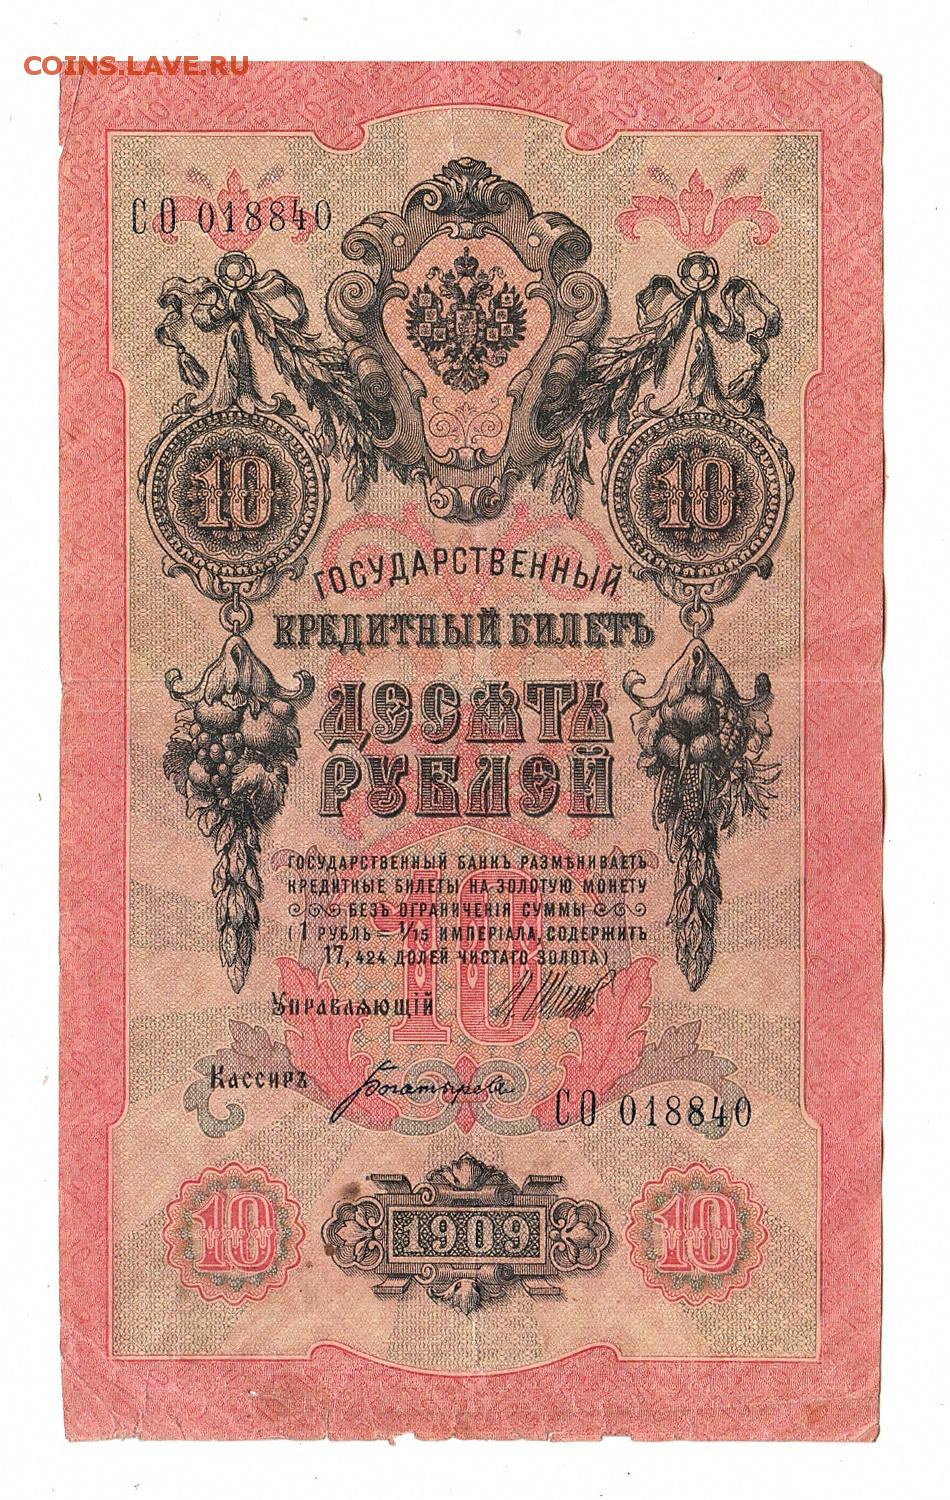 COINS.LAVE.RU
СО 018840
10 10
ГОСУДАРСТВЕННЫЙ
КРЕДИТНЫЙ БИЛЕТЪ
ДЕСЯТЬ
РУБЛЕЙ
ГОСУДАРСТВЕННЫЙ БАНКЪ РАЗМѢНИВАЕТЪ
КРЕДИТНЫЕ БИЛЕТЫ НА ЗОЛОТУЮ МОНЕТУ
БЕЗЪ ОГРАНИЧЕНІЯ СУММЫ
(1 РУБЛЬ = 1/15 ИМПЕРІАЛА, СОДЕРЖИТЪ
17,424 ДОЛЕЙ ЧИСТАГО ЗОЛОТА)
10
Управляющій
Кассиръ Богатырев
СО 018840
10 1909 10